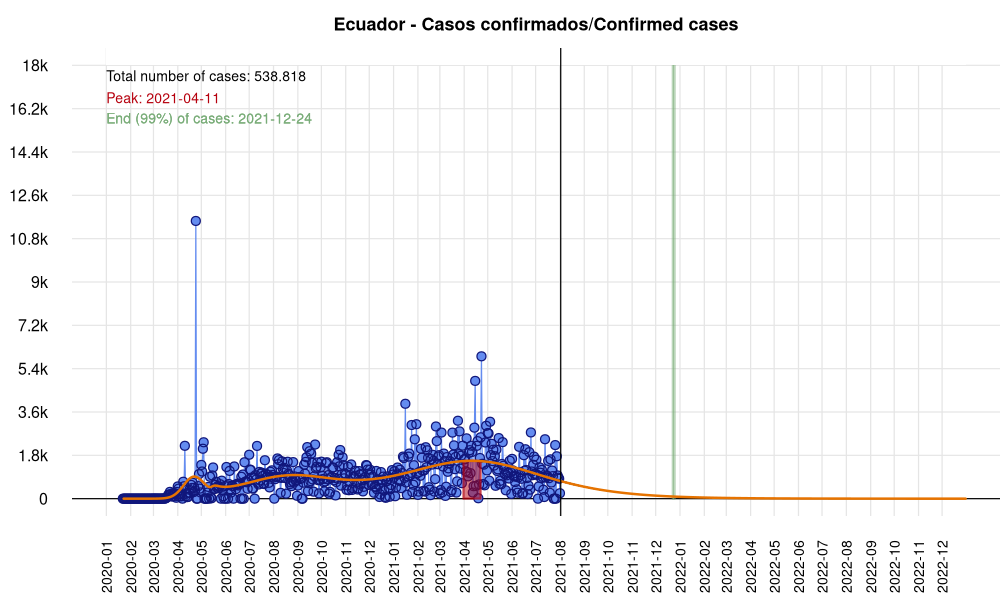 Ecuador - Casos confirmados/Confirmed cases
Total number of cases: 538.818
Peak: 2021-04-11
End (99%) of cases: 2021-12-24
18k
16.2k
14.4k
12.6k
10.8k
9k
7.2k
5.4k
3.6k
1.8k
0
2020-01
2020-02
2020-03
2020-04
2020-05
2020-06
2020-07
2020-08
2020-09
2020-10
2020-11
2020-12
2021-01
2021-02
2021-03
2021-04
2021-05
2021-06
2021-07
2021-08
2021-09
2021-10
2021-11
2021-12
2022-01
2022-02
2022-03
2022-04
2022-05
2022-06
2022-07
2022-08
2022-09
2022-10
2022-11
2022-12